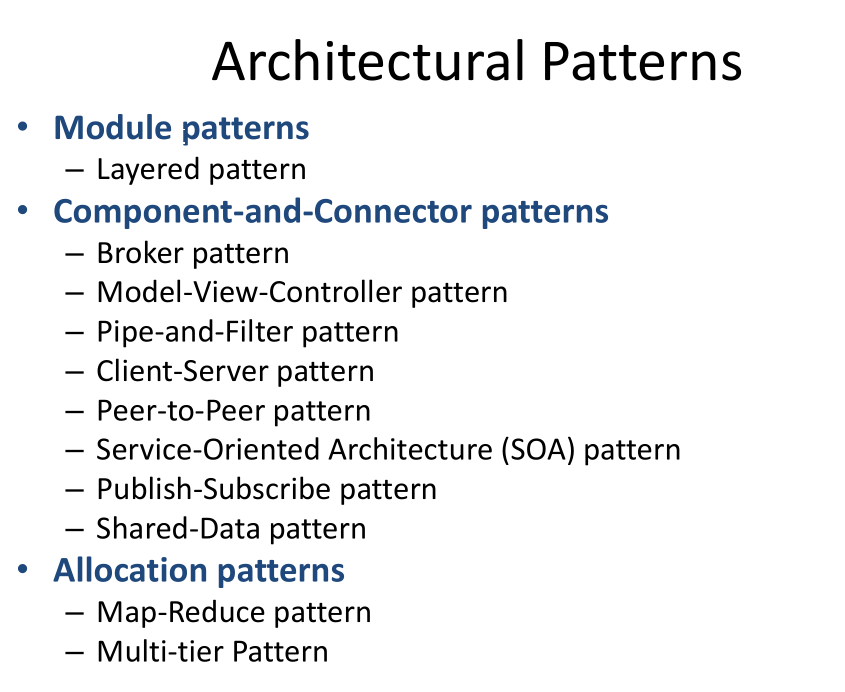 Architectural Patterns
• Module patterns
– Layered pattern
• Component-and-Connector patterns
– Broker pattern
– Model-View-Controller pattern
– Pipe-and-Filter pattern
– Client-Server pattern
– Peer-to-Peer pattern
– Service-Oriented Architecture (SOA) pattern
– Publish-Subscribe pattern
– Shared-Data pattern
• Allocation patterns
– Map-Reduce pattern
– Multi-tier Pattern